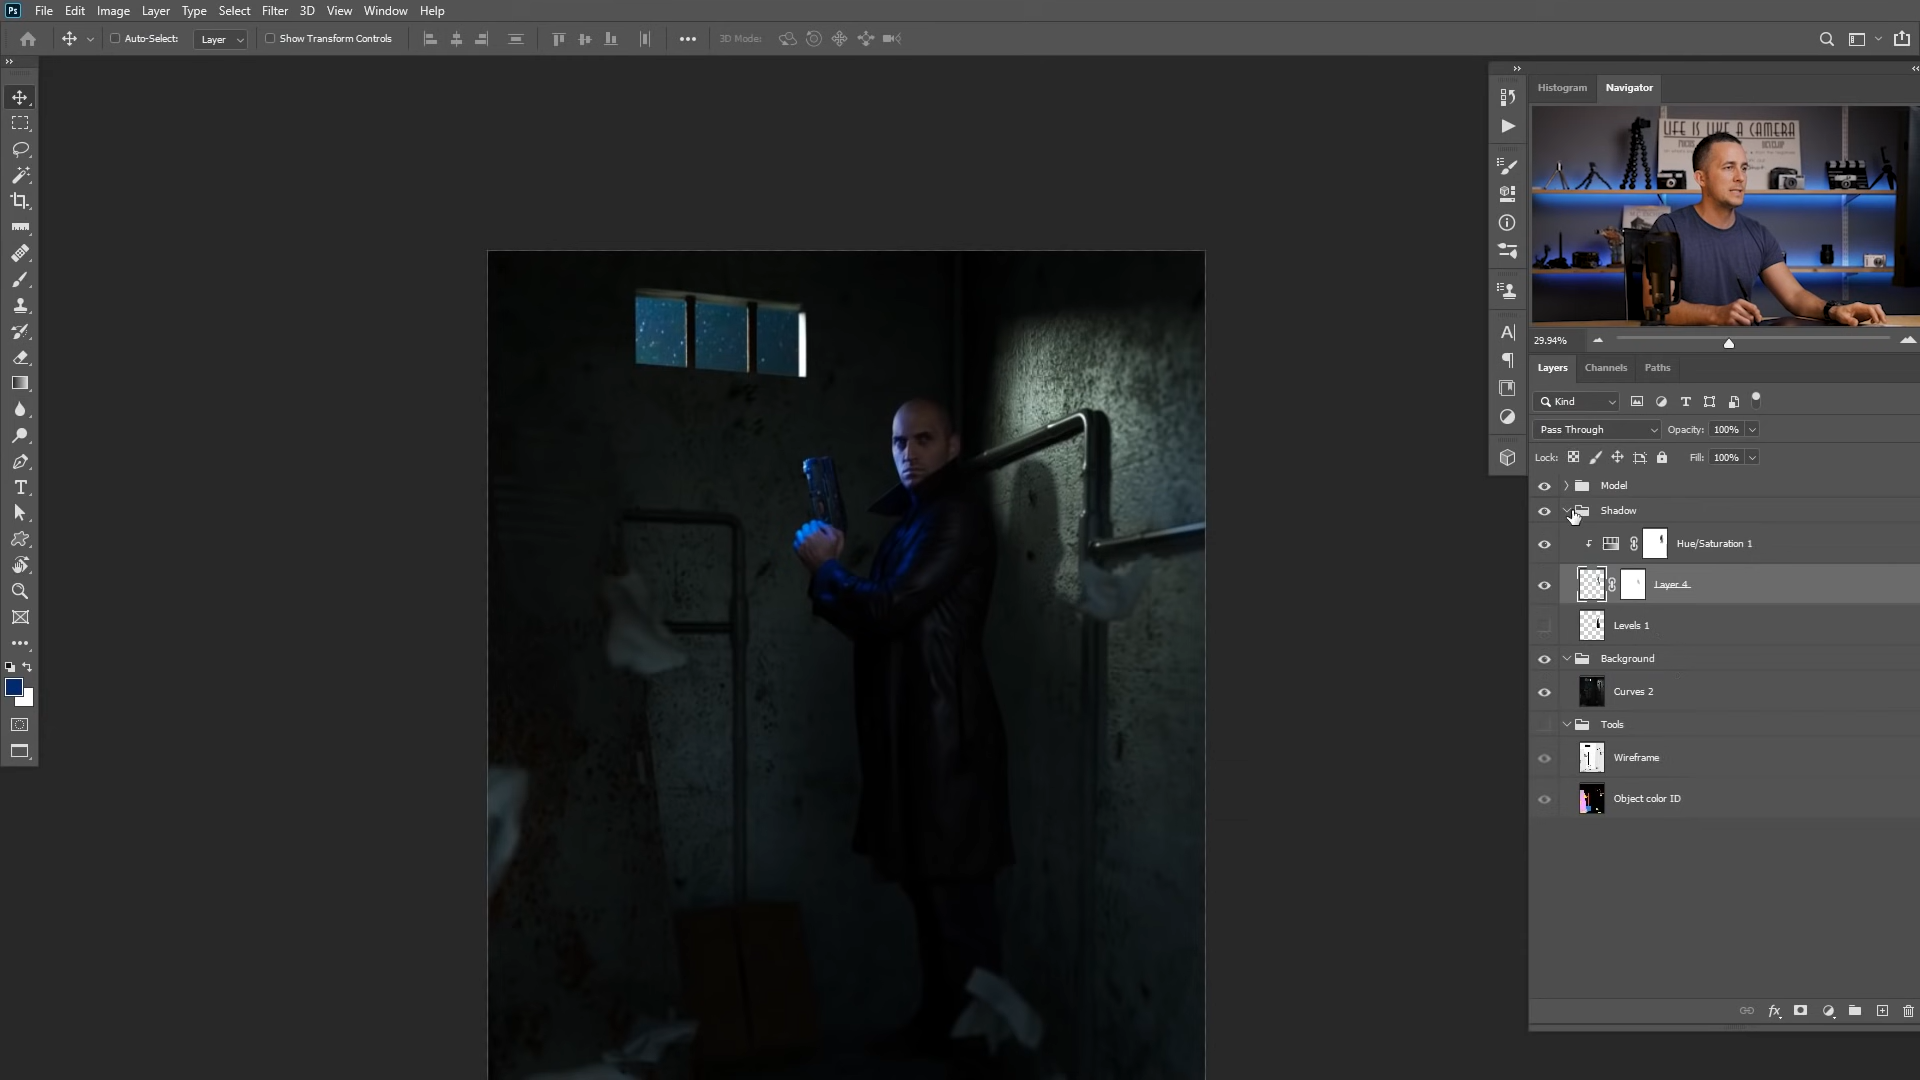 Ps File Edit Image Layer Type Select Filter 3D View Window Help
Auto-Select: Layer Show Transform Controls 3D Mode:
Histogram Navigator
LIFE IS LIKE A CAMERA
29.94%
Layers Channels Paths
Kind
Pass Through Opacity: 100%
Lock: Fill: 100%
Model
Shadow
Hue/Saturation 1
Layer 4
Levels 1
Background
Curves 2
Tools
Wireframe
Object color ID